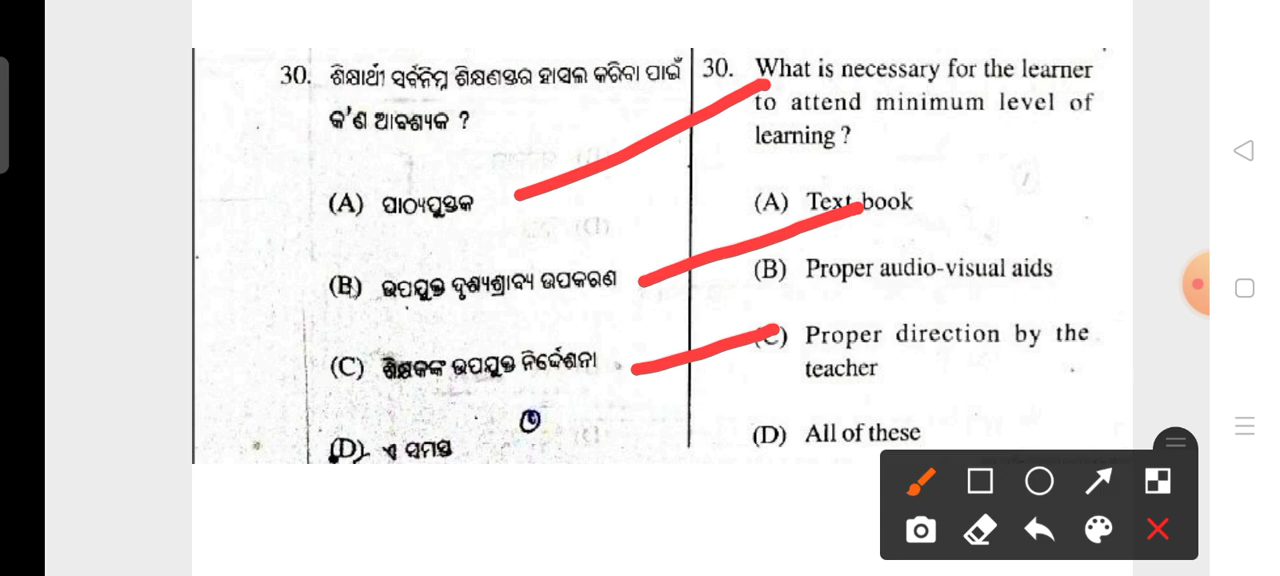 30. ଶିକ୍ଷାର୍ଥୀ ସର୍ବନିମ୍ନ ଶିକ୍ଷଣସ୍ତର ହାସଲ କରିବା ପାଇଁ
କ'ଣ ଆବଶ୍ୟକ ?
(A) ପାଠ୍ୟପୁସ୍ତକ
(B) ଉପଯୁକ୍ତ ଦୃଶ୍ୟଶ୍ରାବ୍ୟ ଉପକରଣ
(C) ଶିକ୍ଷକଙ୍କ ଉପଯୁକ୍ତ ନିର୍ଦ୍ଦେଶନା
(D) ଏ ସମସ୍ତ
30. What is necessary for the learner
to attend minimum level of
learning ?
(A) Text book
(B) Proper audio-visual aids
(C) Proper direction by the
teacher
(D) All of these